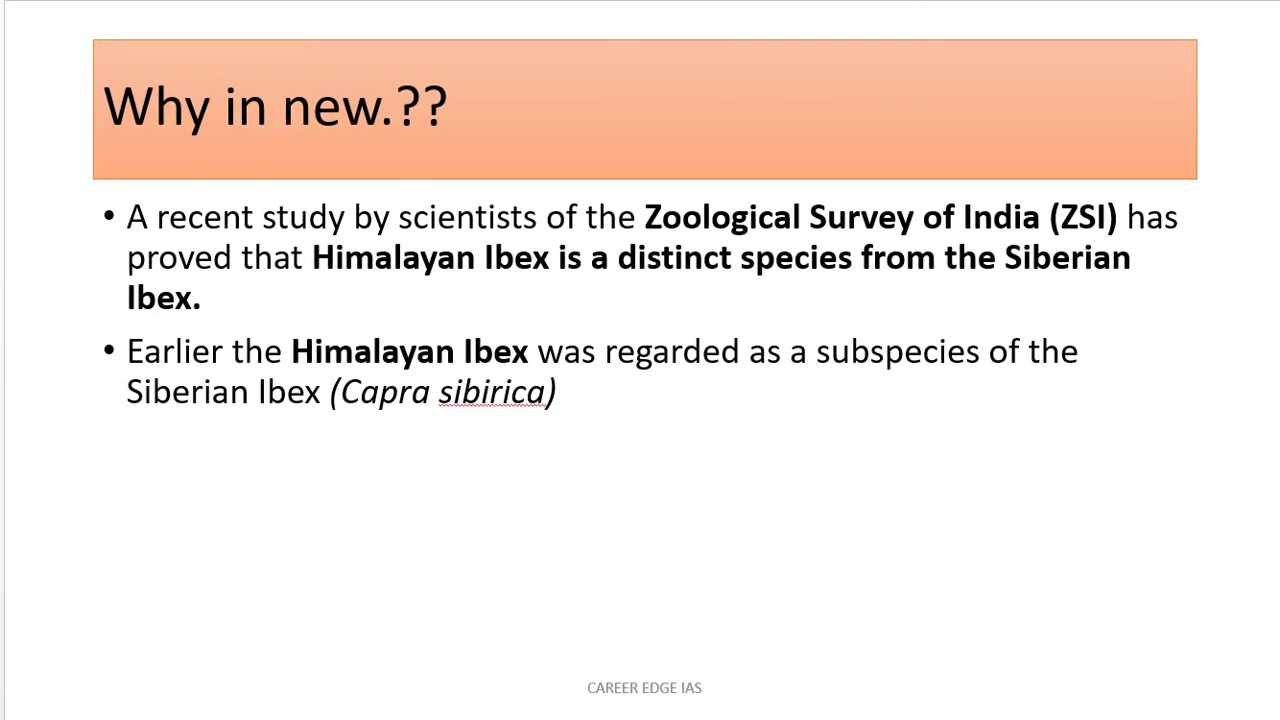 Why in new.??
• A recent study by scientists of the Zoological Survey of India (ZSI) has
proved that Himalayan Ibex is a distinct species from the Siberian
Ibex.
• Earlier the Himalayan Ibex was regarded as a subspecies of the
Siberian Ibex (Capra sibirica)
CAREER EDGE IAS